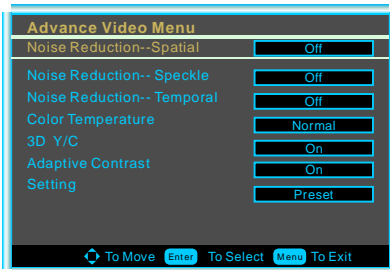 Advance Video Menu
Noise Reduction--Spatial Off
Noise Reduction-- Speckle Off
Noise Reduction-- Temporal Off
Color Temperature Normal
3D Y/C On
Adaptive Contrast On
Setting Preset
To Move Enter To Select Menu To Exit